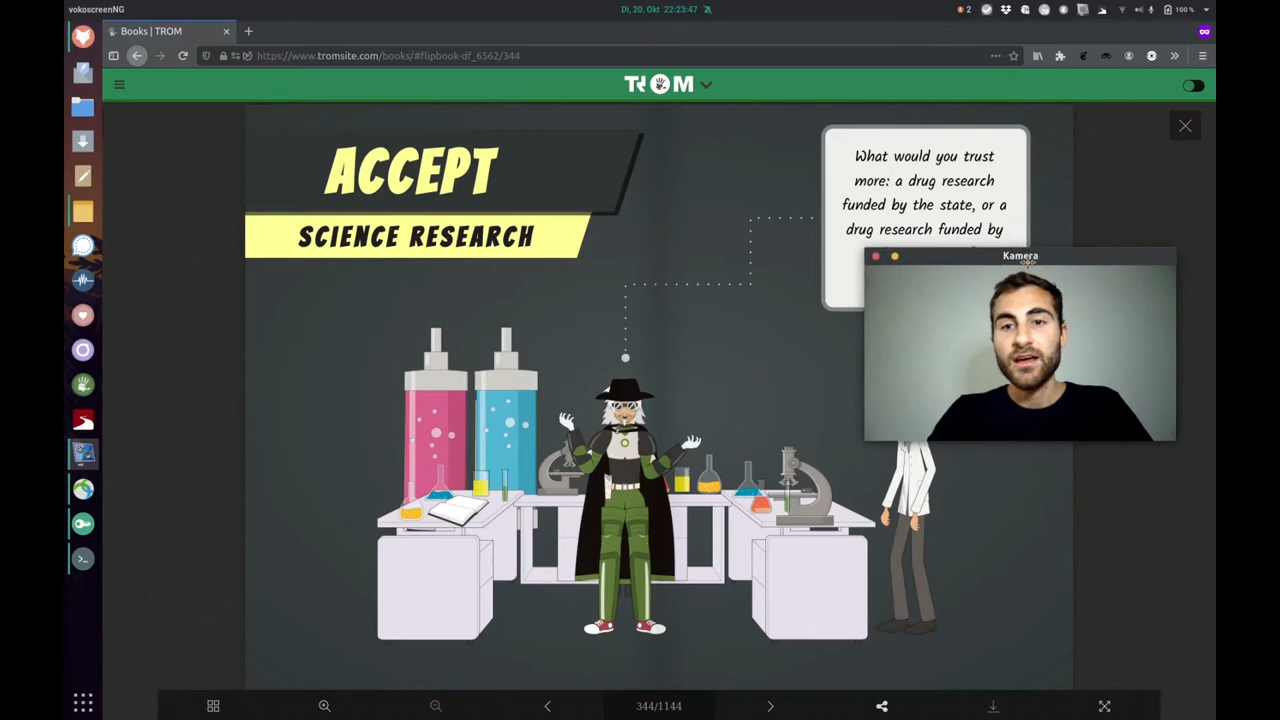 vokoscreenNG
Di, 20. Okt 22:23:47
2
100 %
Books | TROM
https://www.tromsite.com/books/#flipbook-df_6562/344
TROM
ACCEPT
SCIENCE RESEARCH
What would you trust
more: a drug research
funded by the state, or a
drug research funded by
Kamera
344/1144